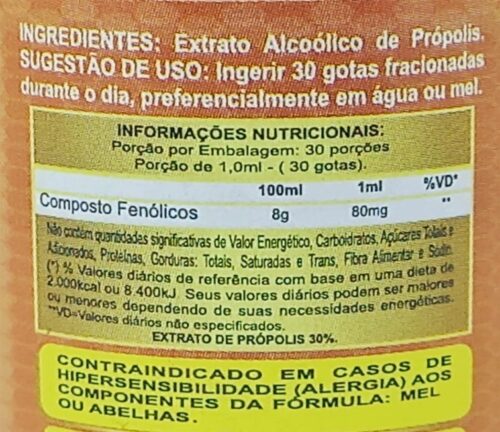 INGREDIENTES: Extrato Alcoólico de Própolis.
SUGESTÃO DE USO: Ingerir 30 gotas fracionadas
durante o dia, preferencialmente em água ou mel.
INFORMAÇÕES NUTRICIONAIS:
Porção por Embalagem: 30 porções
Porção de 1,0ml - ( 30 gotas).
100ml 1ml %VD*
Composto Fenólicos 8g 80mg **
Não contém quantidades significativas de Valor Energético, Carboidratos, Açúcares Totais e
Adicionados, Proteínas, Gorduras: Totais, Saturadas e Trans, Fibra Alimentar e Sódio.
(*) % Valores diários de referência com base em uma dieta de
2.000kcal ou 8.400kJ. Seus valores diários podem ser maiores
ou menores dependendo de suas necessidades energéticas.
**VD=Valores diários não especificados.
EXTRATO DE PRÓPOLIS 30%.
CONTRAINDICADO EM CASOS DE
HIPERSENSIBILIDADE (ALERGIA) AOS
COMPONENTES DA FÓRMULA: MEL
OU ABELHAS.